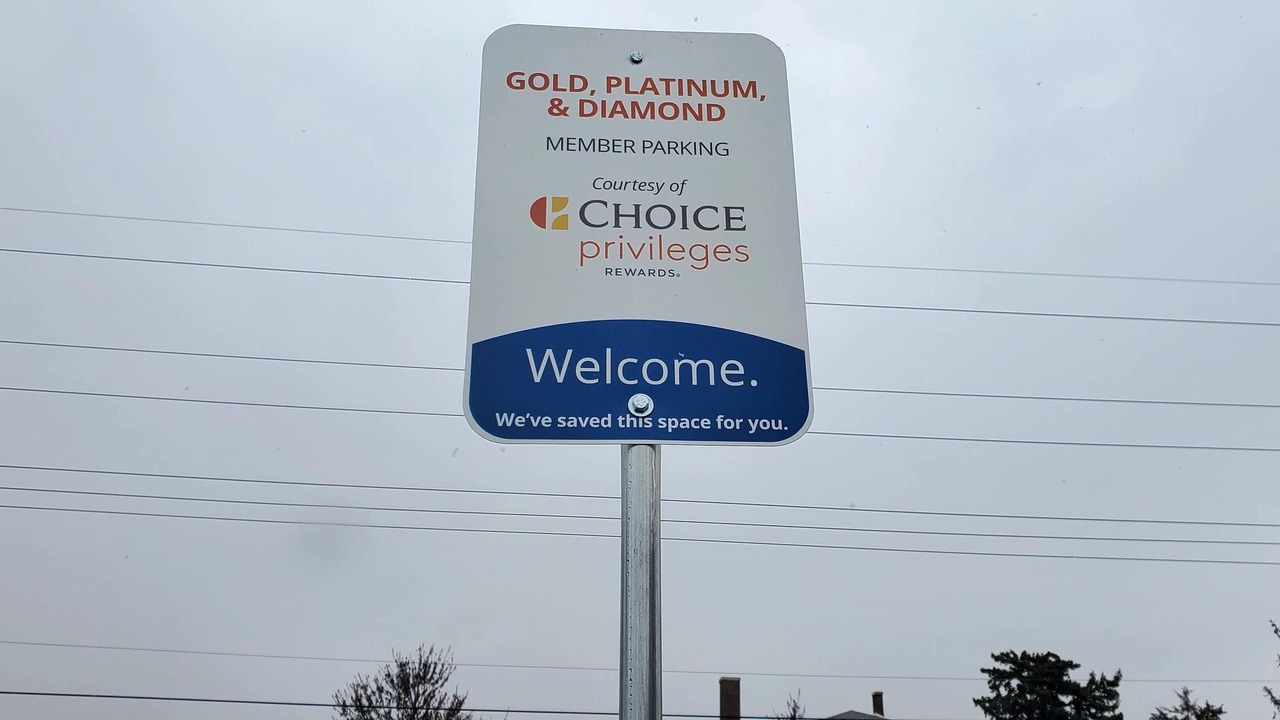 GOLD, PLATINUM,
& DIAMOND
MEMBER PARKING
Courtesy of
CHOICE
privileges
REWARDS®
Welcome.
We've saved this space for you.